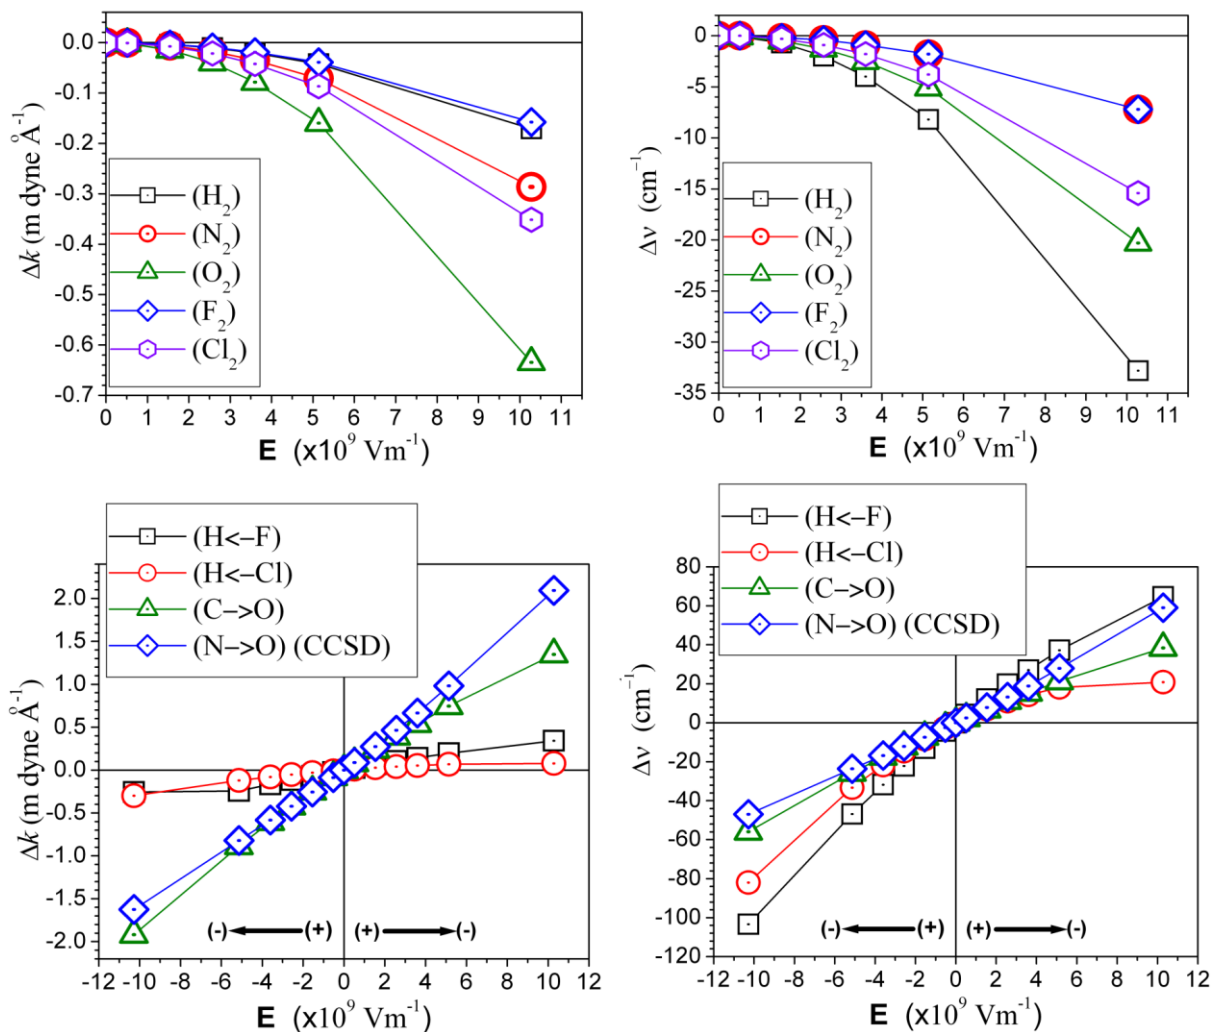 0.0
-0.1
-0.2
-0.3
-0.4
-0.5
-0.6
-0.7
Δk (m dyne Å⁻¹)
(H₂)
(N₂)
(O₂)
(F₂)
(Cl₂)
0 1 2 3 4 5 6 7 8 9 10 11
E (x10⁹ Vm⁻¹)
0
-5
-10
-15
-20
-25
-30
-35
Δν (cm⁻¹)
(H₂)
(N₂)
(O₂)
(F₂)
(Cl₂)
0 1 2 3 4 5 6 7 8 9 10 11
E (x10⁹ Vm⁻¹)
(H<–F)
(H<–Cl)
(C–>O)
(N–>O) (CCSD)
2.0
1.5
1.0
0.5
0.0
-0.5
-1.0
-1.5
-2.0
Δk (m dyne Å⁻¹)
(-) (+) (+) (-)
-12 -10 -8 -6 -4 -2 0 2 4 6 8 10 12
E (x10⁹ Vm⁻¹)
(H<–F)
(H<–Cl)
(C–>O)
(N–>O) (CCSD)
80
60
40
20
0
-20
-40
-60
-80
-100
-120
Δν (cm⁻¹)
(-) (+) (+) (-)
-12 -10 -8 -6 -4 -2 0 2 4 6 8 10 12
E (x10⁹ Vm⁻¹)